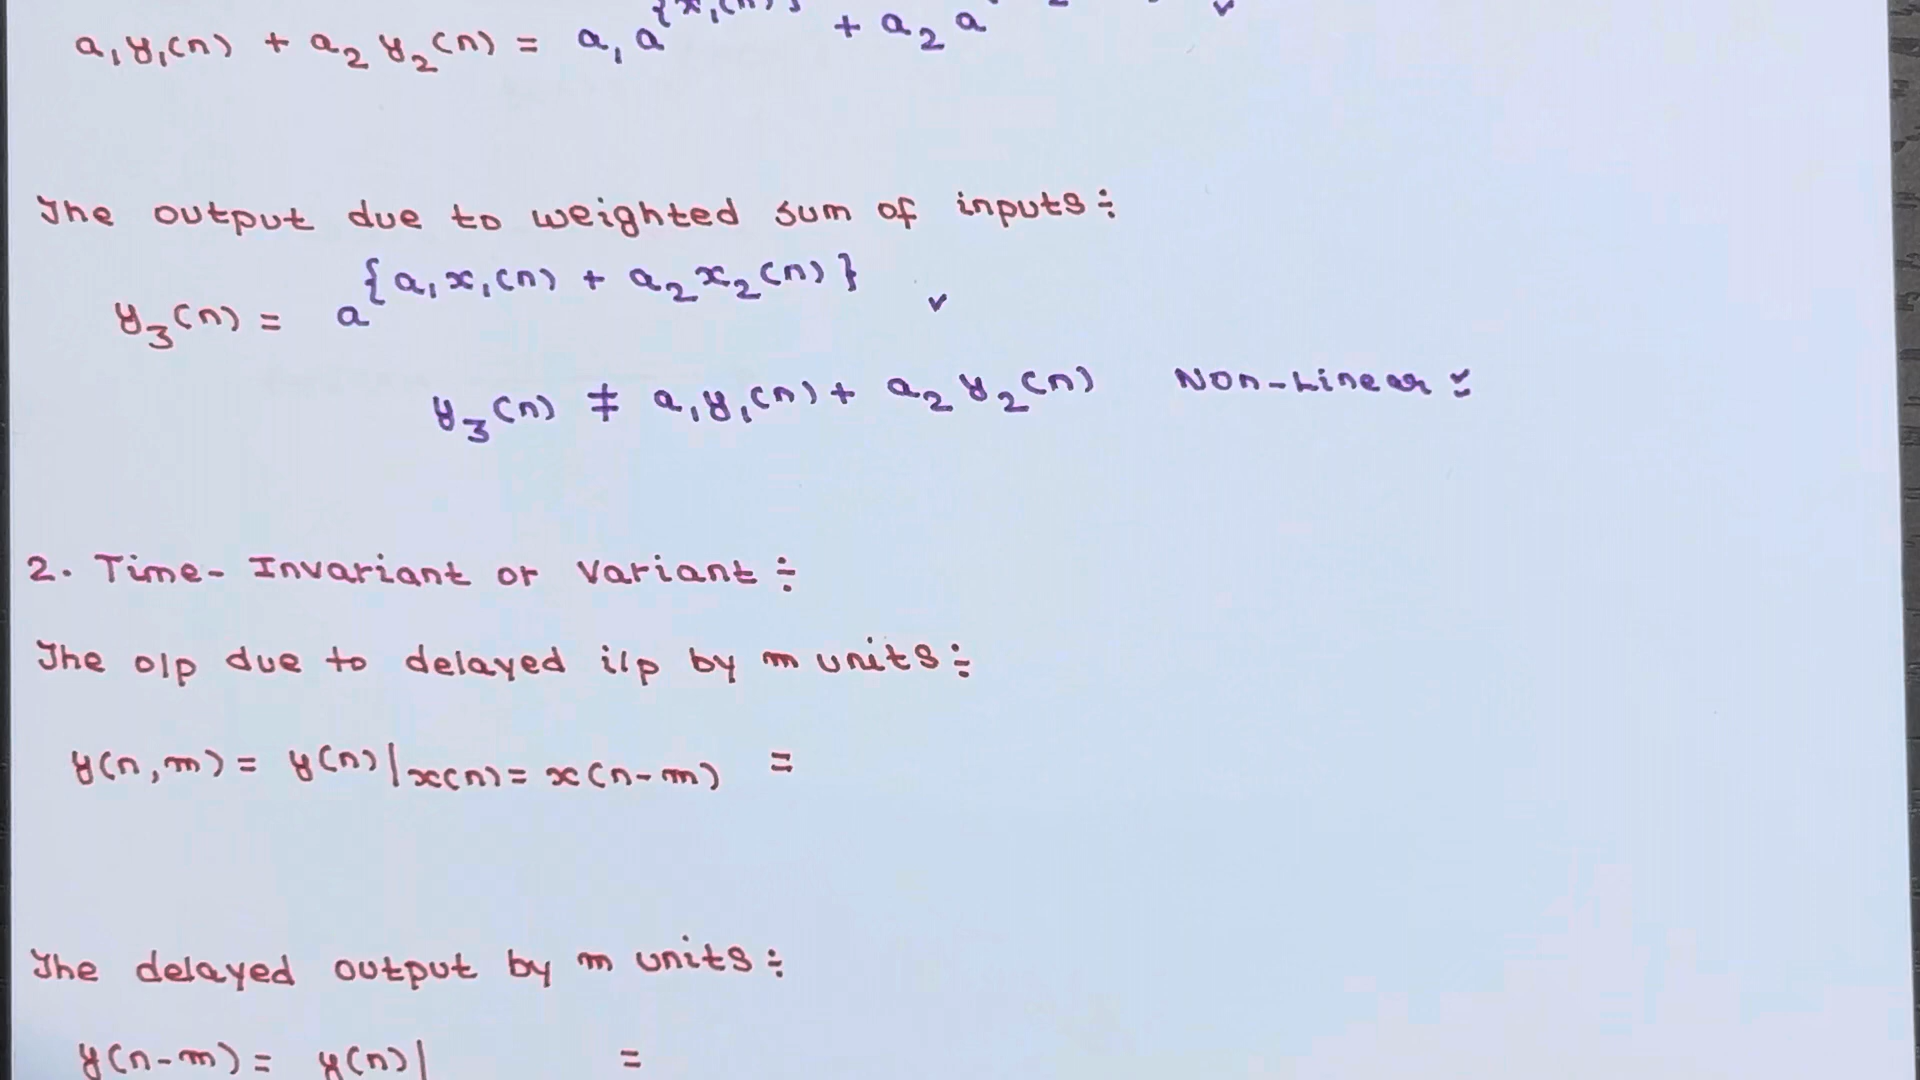 a₁y₁(n) + a₂y₂(n) = a₁a^{x₁(n)} + a₂a
The output due to weighted sum of inputs÷
y₃(n) = a^{a₁x₁(n) + a₂x₂(n)} ✓
y₃(n) ≠ a₁y₁(n) + a₂y₂(n) Non-Linear
2. Time-Invariant or Variant÷
The o/p due to delayed i/p by m units÷
y(n,m) = y(n)|x(n)=x(n-m) =
The delayed output by m units÷
y(n-m) = y(n)| =